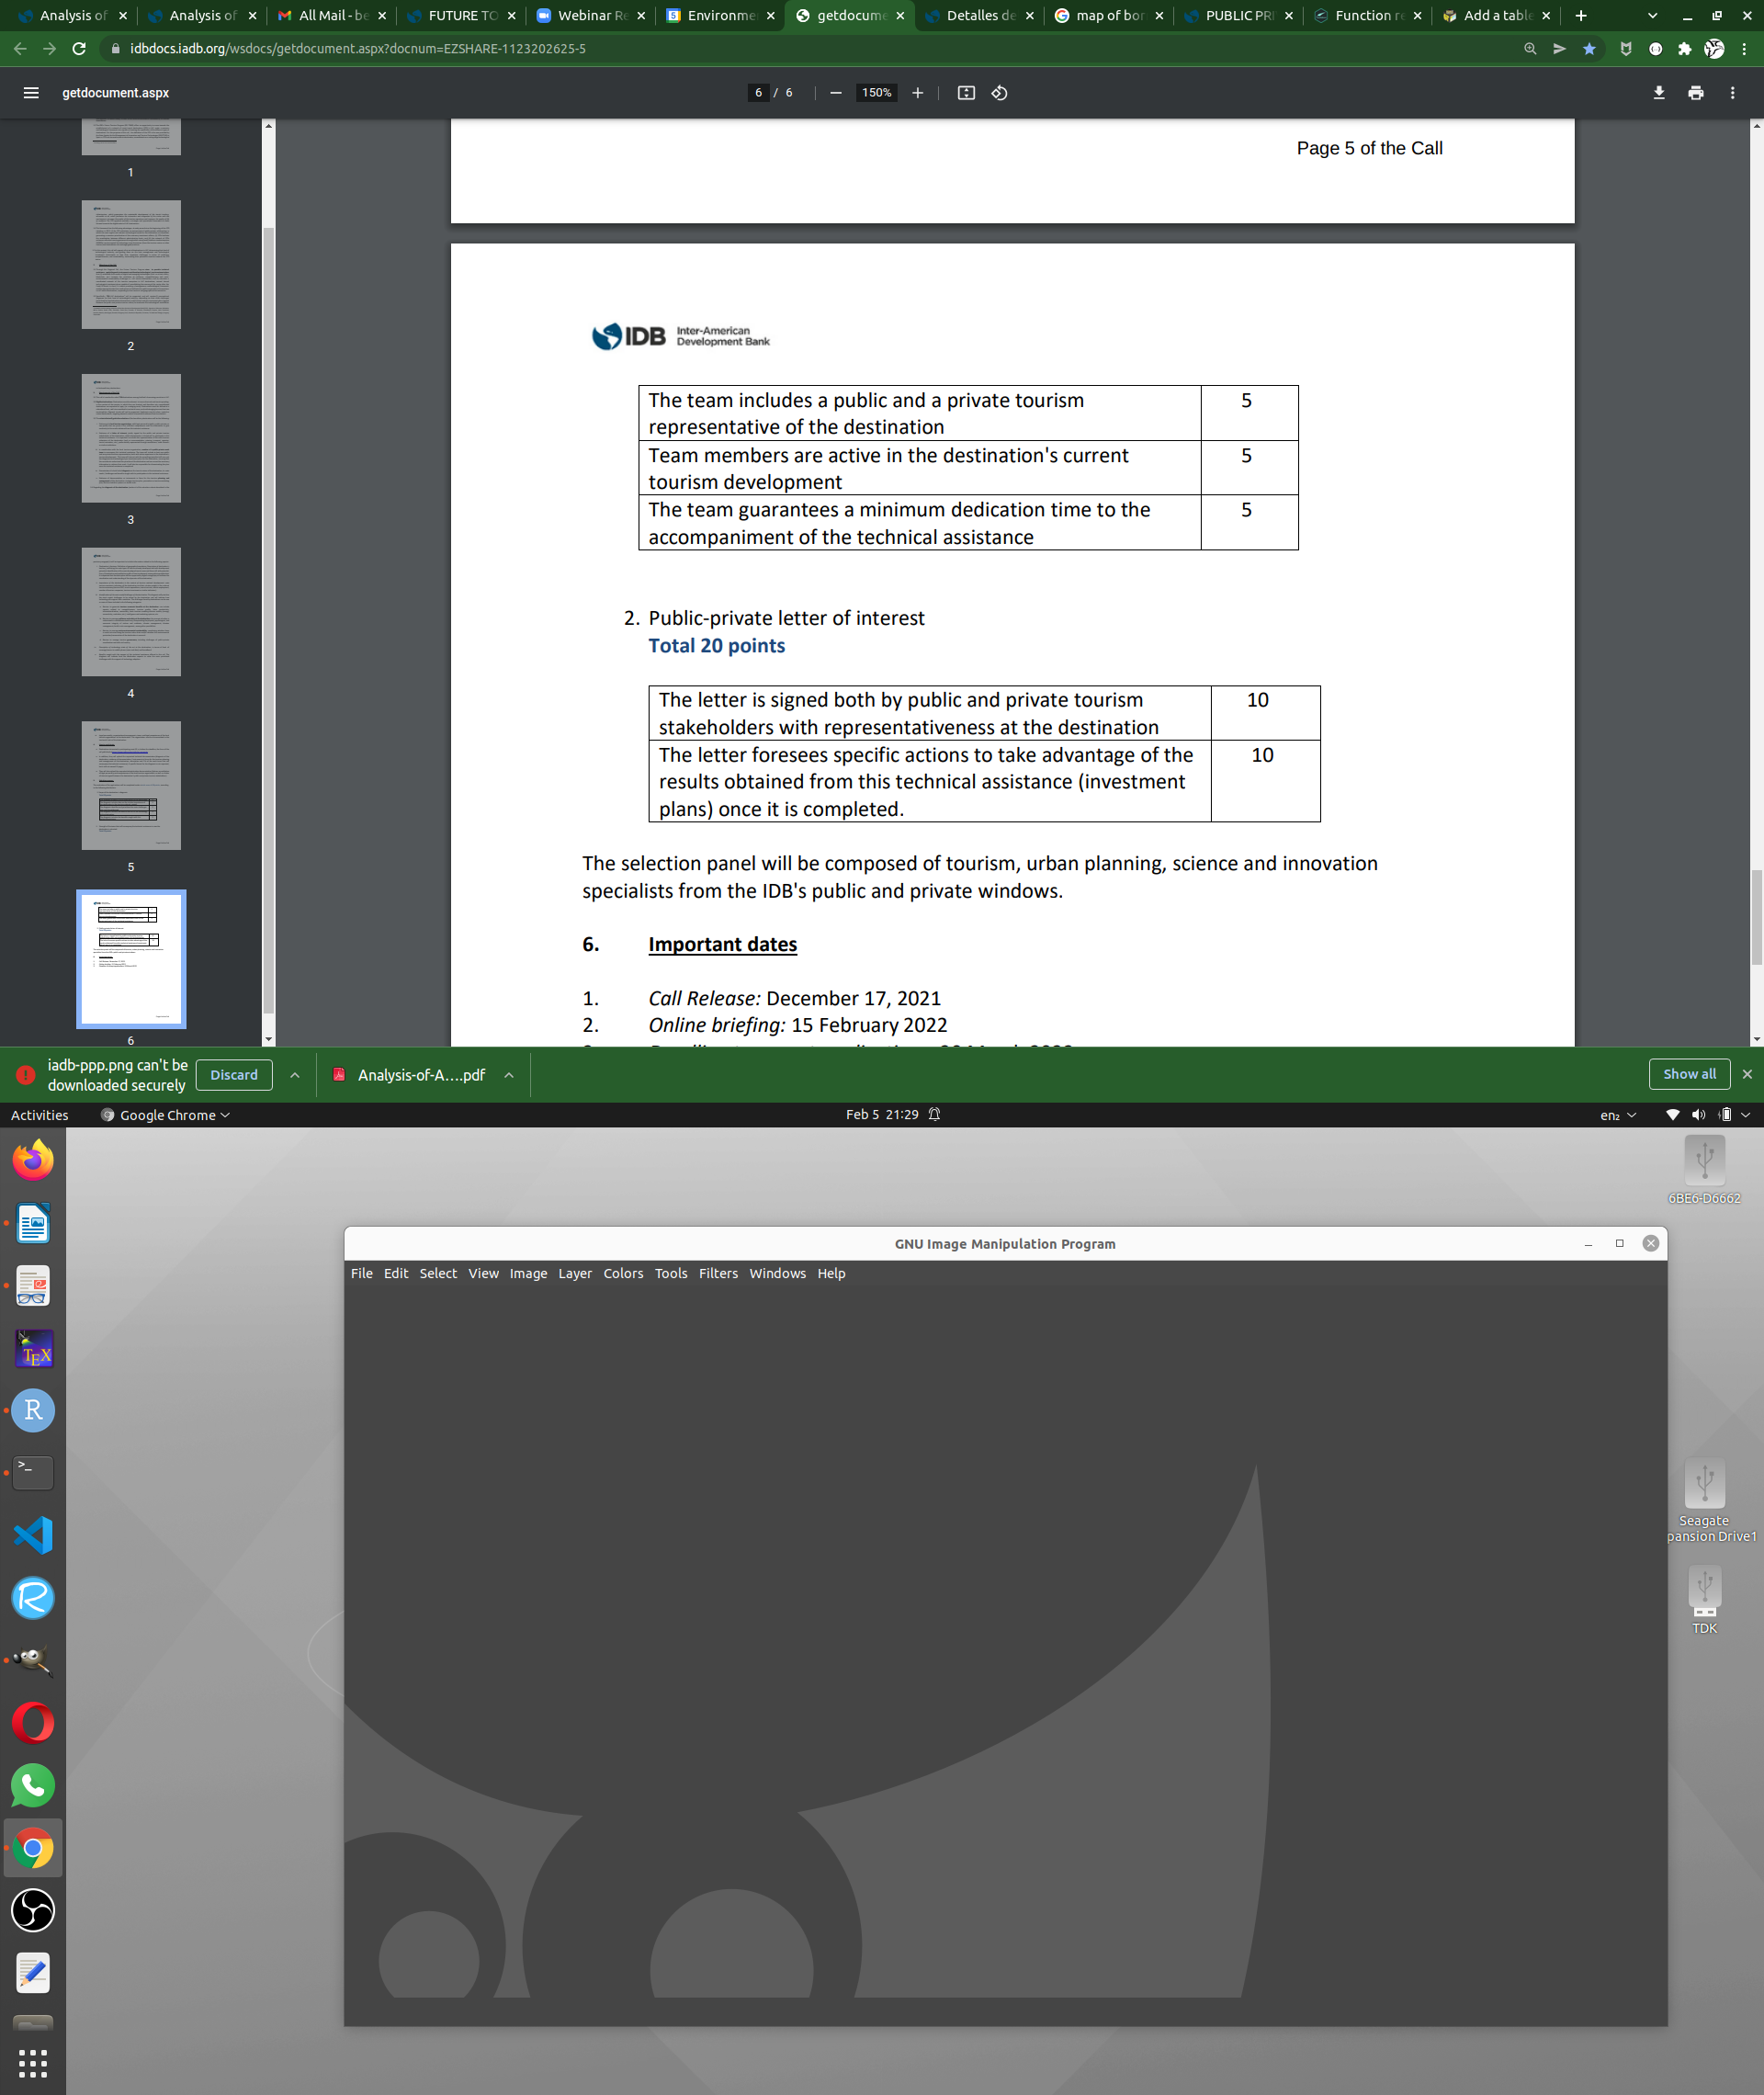 Analysis of
Analysis of
All Mail - be
FUTURE TO
Webinar Re
Environme
getdocume
Detalles de
map of bor
PUBLIC PRI
Function re
Add a table
idbdocs.iadb.org/wsdocs/getdocument.aspx?docnum=EZSHARE-1123202625-5
getdocument.aspx
6 / 6
150%
1
2
3
4
5
6
Page 5 of the Call
IDB
Inter-American
Development Bank
The team includes a public and a private tourism 5
representative of the destination
Team members are active in the destination's current 5
tourism development
The team guarantees a minimum dedication time to the 5
accompaniment of the technical assistance
2. Public-private letter of interest
Total 20 points
The letter is signed both by public and private tourism 10
stakeholders with representativeness at the destination
The letter foresees specific actions to take advantage of the 10
results obtained from this technical assistance (investment
plans) once it is completed.
The selection panel will be composed of tourism, urban planning, science and innovation
specialists from the IDB's public and private windows.
6. Important dates
1. Call Release: December 17, 2021
2. Online briefing: 15 February 2022
iadb-ppp.png can't be
downloaded securely
Discard
Analysis-of-A....pdf
Show all
Activities
Google Chrome
Feb 5 21:29
en₂
6BE6-D6662
GNU Image Manipulation Program
File Edit Select View Image Layer Colors Tools Filters Windows Help
TEX
R
>_
R
Seagate
pansion Drive1
TDK